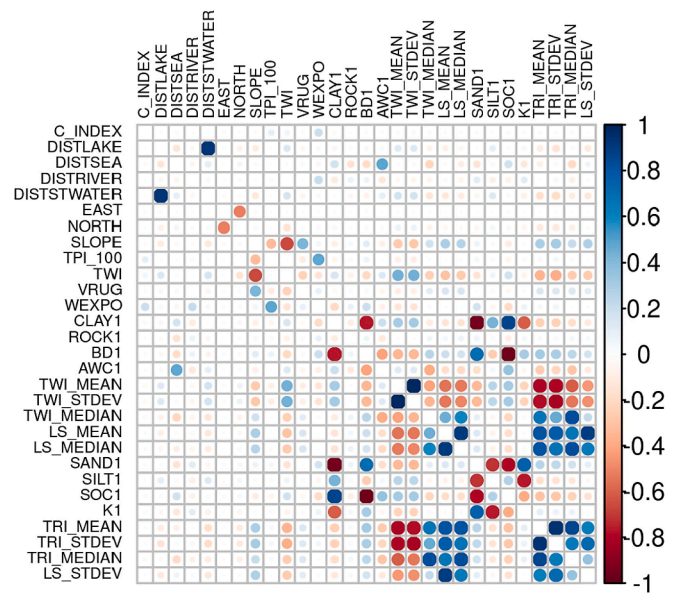 C_INDEX
DISTLAKE
DISTSEA
DISTRIVER
DISTSTWATER
EAST
NORTH
SLOPE
TPI_100
TWI
VRUG
WEXPO
CLAY1
ROCK1
BD1
AWC1
TWI_MEAN
TWI_STDEV
TWI_MEDIAN
LS_MEAN
LS_MEDIAN
SAND1
SILT1
SOC1
K1
TRI_MEAN
TRI_STDEV
TRI_MEDIAN
LS_STDEV
C_INDEX
DISTLAKE
DISTSEA
DISTRIVER
DISTSTWATER
EAST
NORTH
SLOPE
TPI_100
TWI
VRUG
WEXPO
CLAY1
ROCK1
BD1
AWC1
TWI_MEAN
TWI_STDEV
TWI_MEDIAN
LS_MEAN
LS_MEDIAN
SAND1
SILT1
SOC1
K1
TRI_MEAN
TRI_STDEV
TRI_MEDIAN
LS_STDEV
1
0.8
0.6
0.4
0.2
0
-0.2
-0.4
-0.6
-0.8
-1